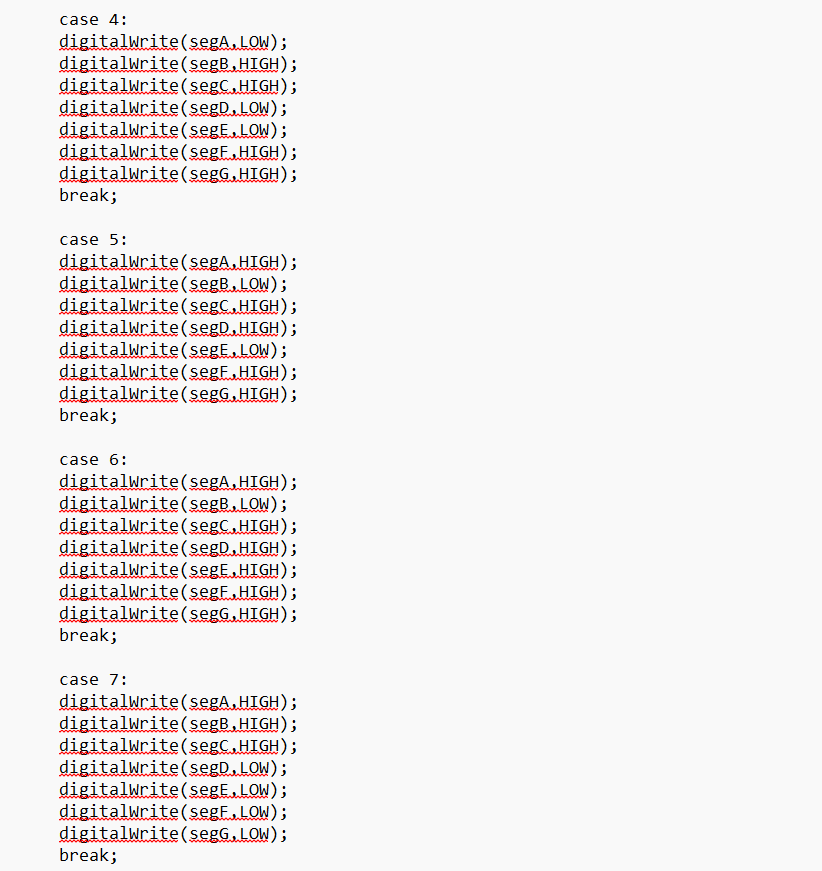 case 4:
digitalWrite(segA,LOW);
digitalWrite(segB,HIGH);
digitalWrite(segC,HIGH);
digitalWrite(segD,LOW);
digitalWrite(segE,LOW);
digitalWrite(segF,HIGH);
digitalWrite(segG,HIGH);
break;
case 5:
digitalWrite(segA,HIGH);
digitalWrite(segB,LOW);
digitalWrite(segC,HIGH);
digitalWrite(segD,HIGH);
digitalWrite(segE,LOW);
digitalWrite(segF,HIGH);
digitalWrite(segG,HIGH);
break;
case 6:
digitalWrite(segA,HIGH);
digitalWrite(segB,LOW);
digitalWrite(segC,HIGH);
digitalWrite(segD,HIGH);
digitalWrite(segE,HIGH);
digitalWrite(segF,HIGH);
digitalWrite(segG,HIGH);
break;
case 7:
digitalWrite(segA,HIGH);
digitalWrite(segB,HIGH);
digitalWrite(segC,HIGH);
digitalWrite(segD,LOW);
digitalWrite(segE,LOW);
digitalWrite(segF,LOW);
digitalWrite(segG,LOW);
break;